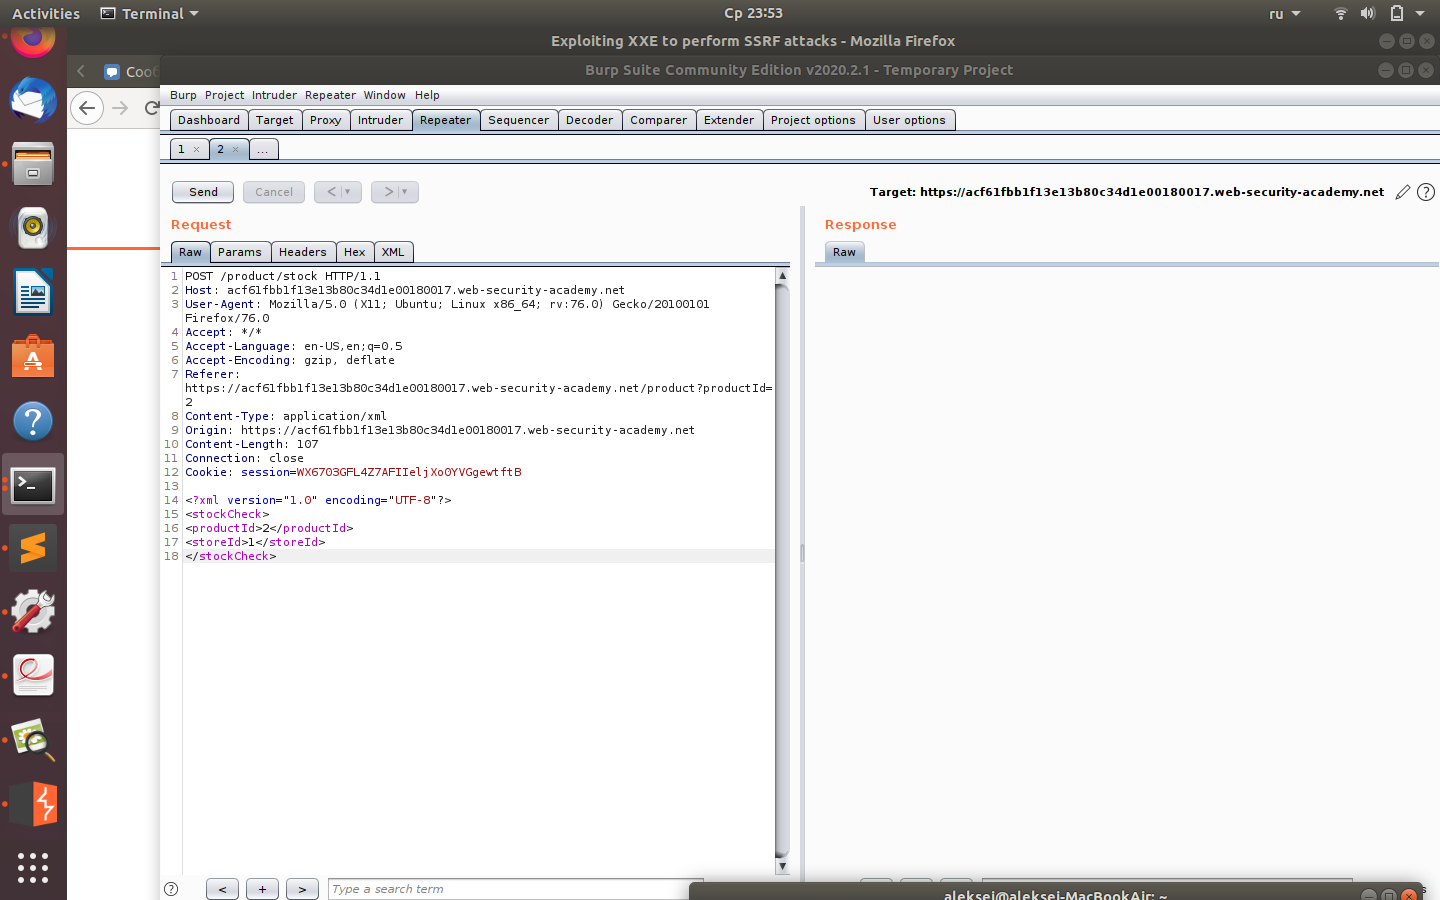 Activities Terminal Ср 23:53 ru
Exploiting XXE to perform SSRF attacks - Mozilla Firefox
Burp Suite Community Edition v2020.2.1 - Temporary Project
Burp Project Intruder Repeater Window Help
Dashboard Target Proxy Intruder Repeater Sequencer Decoder Comparer Extender Project options User options
1 × 2 × ...
Send Cancel < > Target: https://acf61fbb1f13e13b80c34d1e00180017.web-security-academy.net
Request Response
Raw Params Headers Hex XML Raw
1 POST /product/stock HTTP/1.1
2 Host: acf61fbb1f13e13b80c34d1e00180017.web-security-academy.net
3 User-Agent: Mozilla/5.0 (X11; Ubuntu; Linux x86_64; rv:76.0) Gecko/20100101
Firefox/76.0
4 Accept: */*
5 Accept-Language: en-US,en;q=0.5
6 Accept-Encoding: gzip, deflate
7 Referer:
https://acf61fbb1f13e13b80c34d1e00180017.web-security-academy.net/product?productId=
2
8 Content-Type: application/xml
9 Origin: https://acf61fbb1f13e13b80c34d1e00180017.web-security-academy.net
10 Content-Length: 107
11 Connection: close
12 Cookie: session=WX6703GFL4Z7AFIIeljXo0YVGgewtftB
13
14 <?xml version="1.0" encoding="UTF-8"?>
15 <stockCheck>
16 <productId>2</productId>
17 <storeId>1</storeId>
18 </stockCheck>
? < + > Type a search term
aleksei@aleksei-MacBookAir: ~